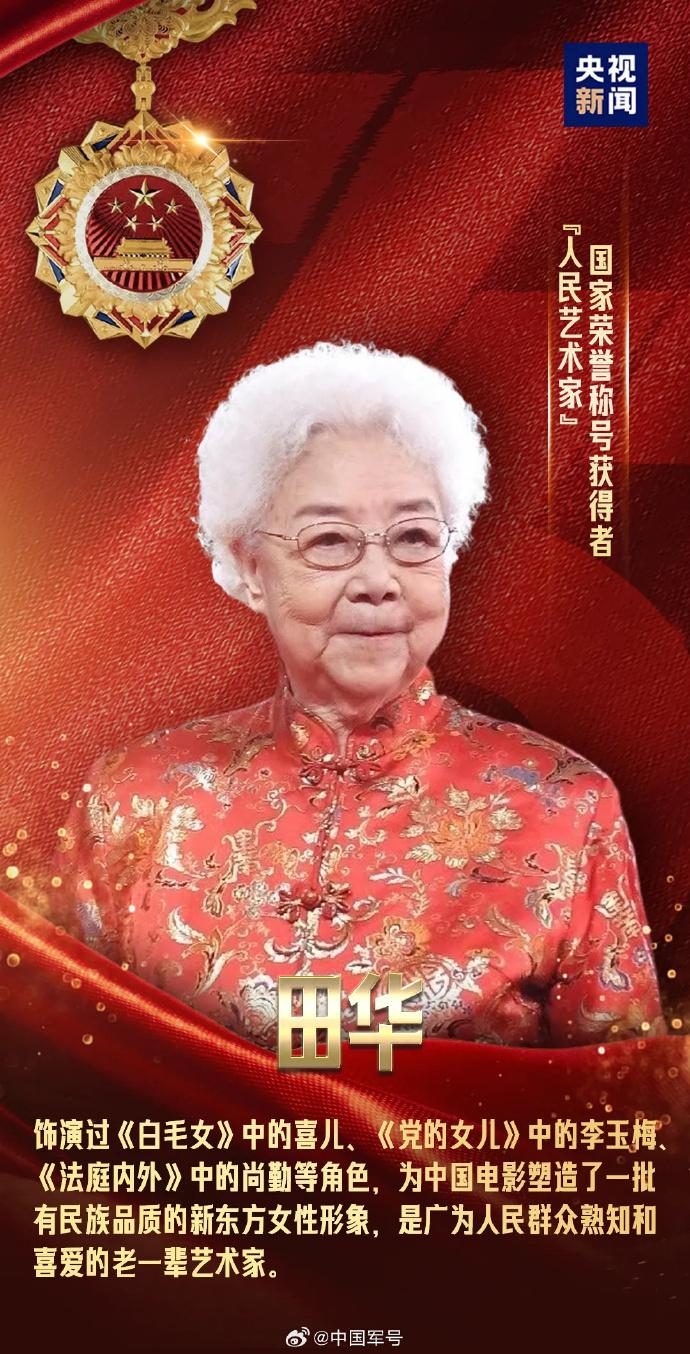 央视
新闻
国家荣誉称号获得者
『人民艺术家』
田华
饰演过《白毛女》中的喜儿、《党的女儿》中的李玉梅、
《法庭内外》中的尚勤等角色，为中国电影塑造了一批
有民族品质的新东方女性形象，是广为人民群众熟知和
喜爱的老一辈艺术家。
@中国军号